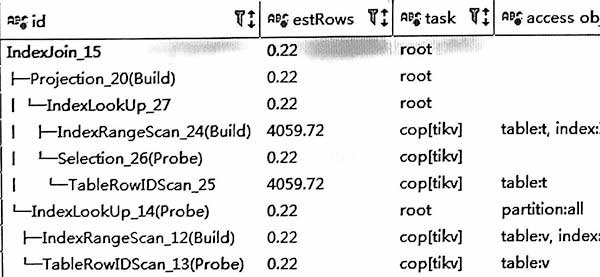 id estRows task access obj
IndexJoin_15 0.22 root
├─Projection_20(Build) 0.22 root
│ └─IndexLookUp_27 0.22 root
│ ├─IndexRangeScan_24(Build) 4059.72 cop[tikv] table:t, index:
│ └─Selection_26(Probe) 0.22 cop[tikv]
│ └─TableRowIDScan_25 4059.72 cop[tikv] table:t
└─IndexLookUp_14(Probe) 0.22 root partition:all
├─IndexRangeScan_12(Build) 0.22 cop[tikv] table:v, index:
└─TableRowIDScan_13(Probe) 0.22 cop[tikv] table:v